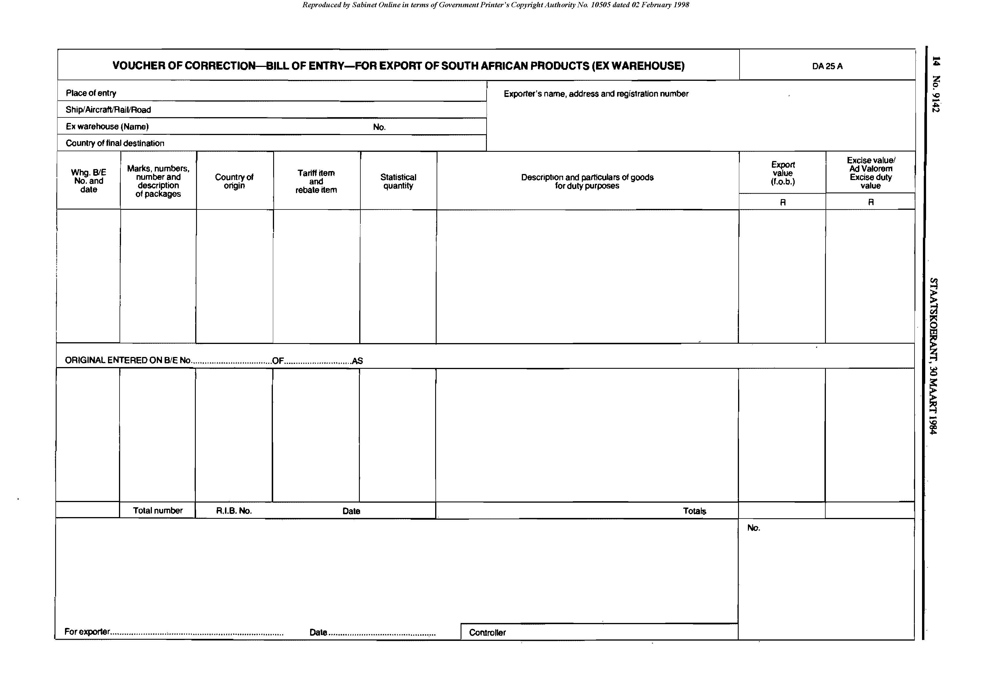 Reproduced by Sabinet Online in terms of Government Printer's Copyright Authority No. 10505 dated 02 February 1998
14 No. 9142
STAATSKOERANT, 30 MAART 1984
VOUCHER OF CORRECTION—BILL OF ENTRY—FOR EXPORT OF SOUTH AFRICAN PRODUCTS (EX WAREHOUSE)
DA 25 A
Place of entry
Ship/Aircraft/Rail/Road
Ex warehouse (Name) No.
Country of final destination
Exporter's name, address and registration number
Whg. B/E
No. and
date
Marks, numbers,
number and
description
of packages
Country of
origin
Tariff item
and
rebate item
Statistical
quantity
Description and particulars of goods
for duty purposes
Export
value
(f.o.b.)
R
Excise value/
Ad Valorem
Excise duty
value
R
ORIGINAL ENTERED ON B/E No..................................OF.............................AS
Total number
R.I.B. No. Date
Totals
No.
For exporter.......................................................................... Date..............................................
Controller